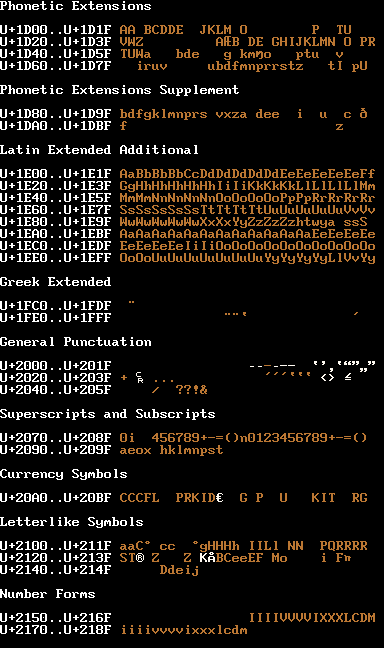 Phonetic Extensions
U+1D00..U+1D1F AA BCDDE  JKLM O        P  TU
U+1D20..U+1D3F VWZ         AÆB DE GHIJKLMN O PR
U+1D40..U+1D5F TUWa   bde  g kmŋo   ptu  v
U+1D60..U+1D7F   iruv     ubdfmnprrstz   tI pU
Phonetic Extensions Supplement
U+1D80..U+1D9F bdfgklmnprs vxza dee  i  u  c ð
U+1DA0..U+1DBF f                           z
Latin Extended Additional
U+1E00..U+1E1F AaBbBbBbCcDdDdDdDdDdEeEeEeEeEeFf
U+1E20..U+1E3F GgHhHhHhHhHhIiIiKkKkKkLlLlLlLlMm
U+1E40..U+1E5F MmMmNnNnNnNnOoOoOoOoPpPpRrRrRrRr
U+1E60..U+1E7F SsSsSsSsSsTtTtTtTtUuUuUuUuUuVvVv
U+1E80..U+1E9F WwWwWwWwWwXxXxYyZzZzZzhtwya ssS
U+1EA0..U+1EBF AaAaAaAaAaAaAaAaAaAaAaAaEeEeEeEe
U+1EC0..U+1EDF EeEeEeEeIiIiOoOoOoOoOoOoOoOoOoOo
U+1EE0..U+1EFF OoOoUuUuUuUuUuUuUuYyYyYyYyLlVvYy
Greek Extended
U+1FC0..U+1FDF  ¨
U+1FE0..U+1FFF              ¨¨`             ´
General Punctuation
U+2000..U+201F                 ‐‑‒–—―  ‘’‚‛“”„‟
U+2020..U+203F + ... ′″‴‵‶‷ ‹›
U+2040..U+205F     ⁄  ??!&
Superscripts and Subscripts
U+2070..U+208F 0i  456789+-=()n0123456789+-=()
U+2090..U+209F aeox hklmnpst
Currency Symbols
U+20A0..U+20BF CCCFL  PRKID€  G P  U   KIT  RG
Letterlike Symbols
U+2100..U+211F aaC° cc  °gHHHh IILl NN  PQRRRR
U+2120..U+213F ST® Z   Z KÅBCeeEF Mo    i Fπ
U+2140..U+214F      Ddeij
Number Forms
U+2150..U+216F                 IIIIVVVVIXXXLCDM
U+2170..U+218F iiiivvvvixxxlcdm